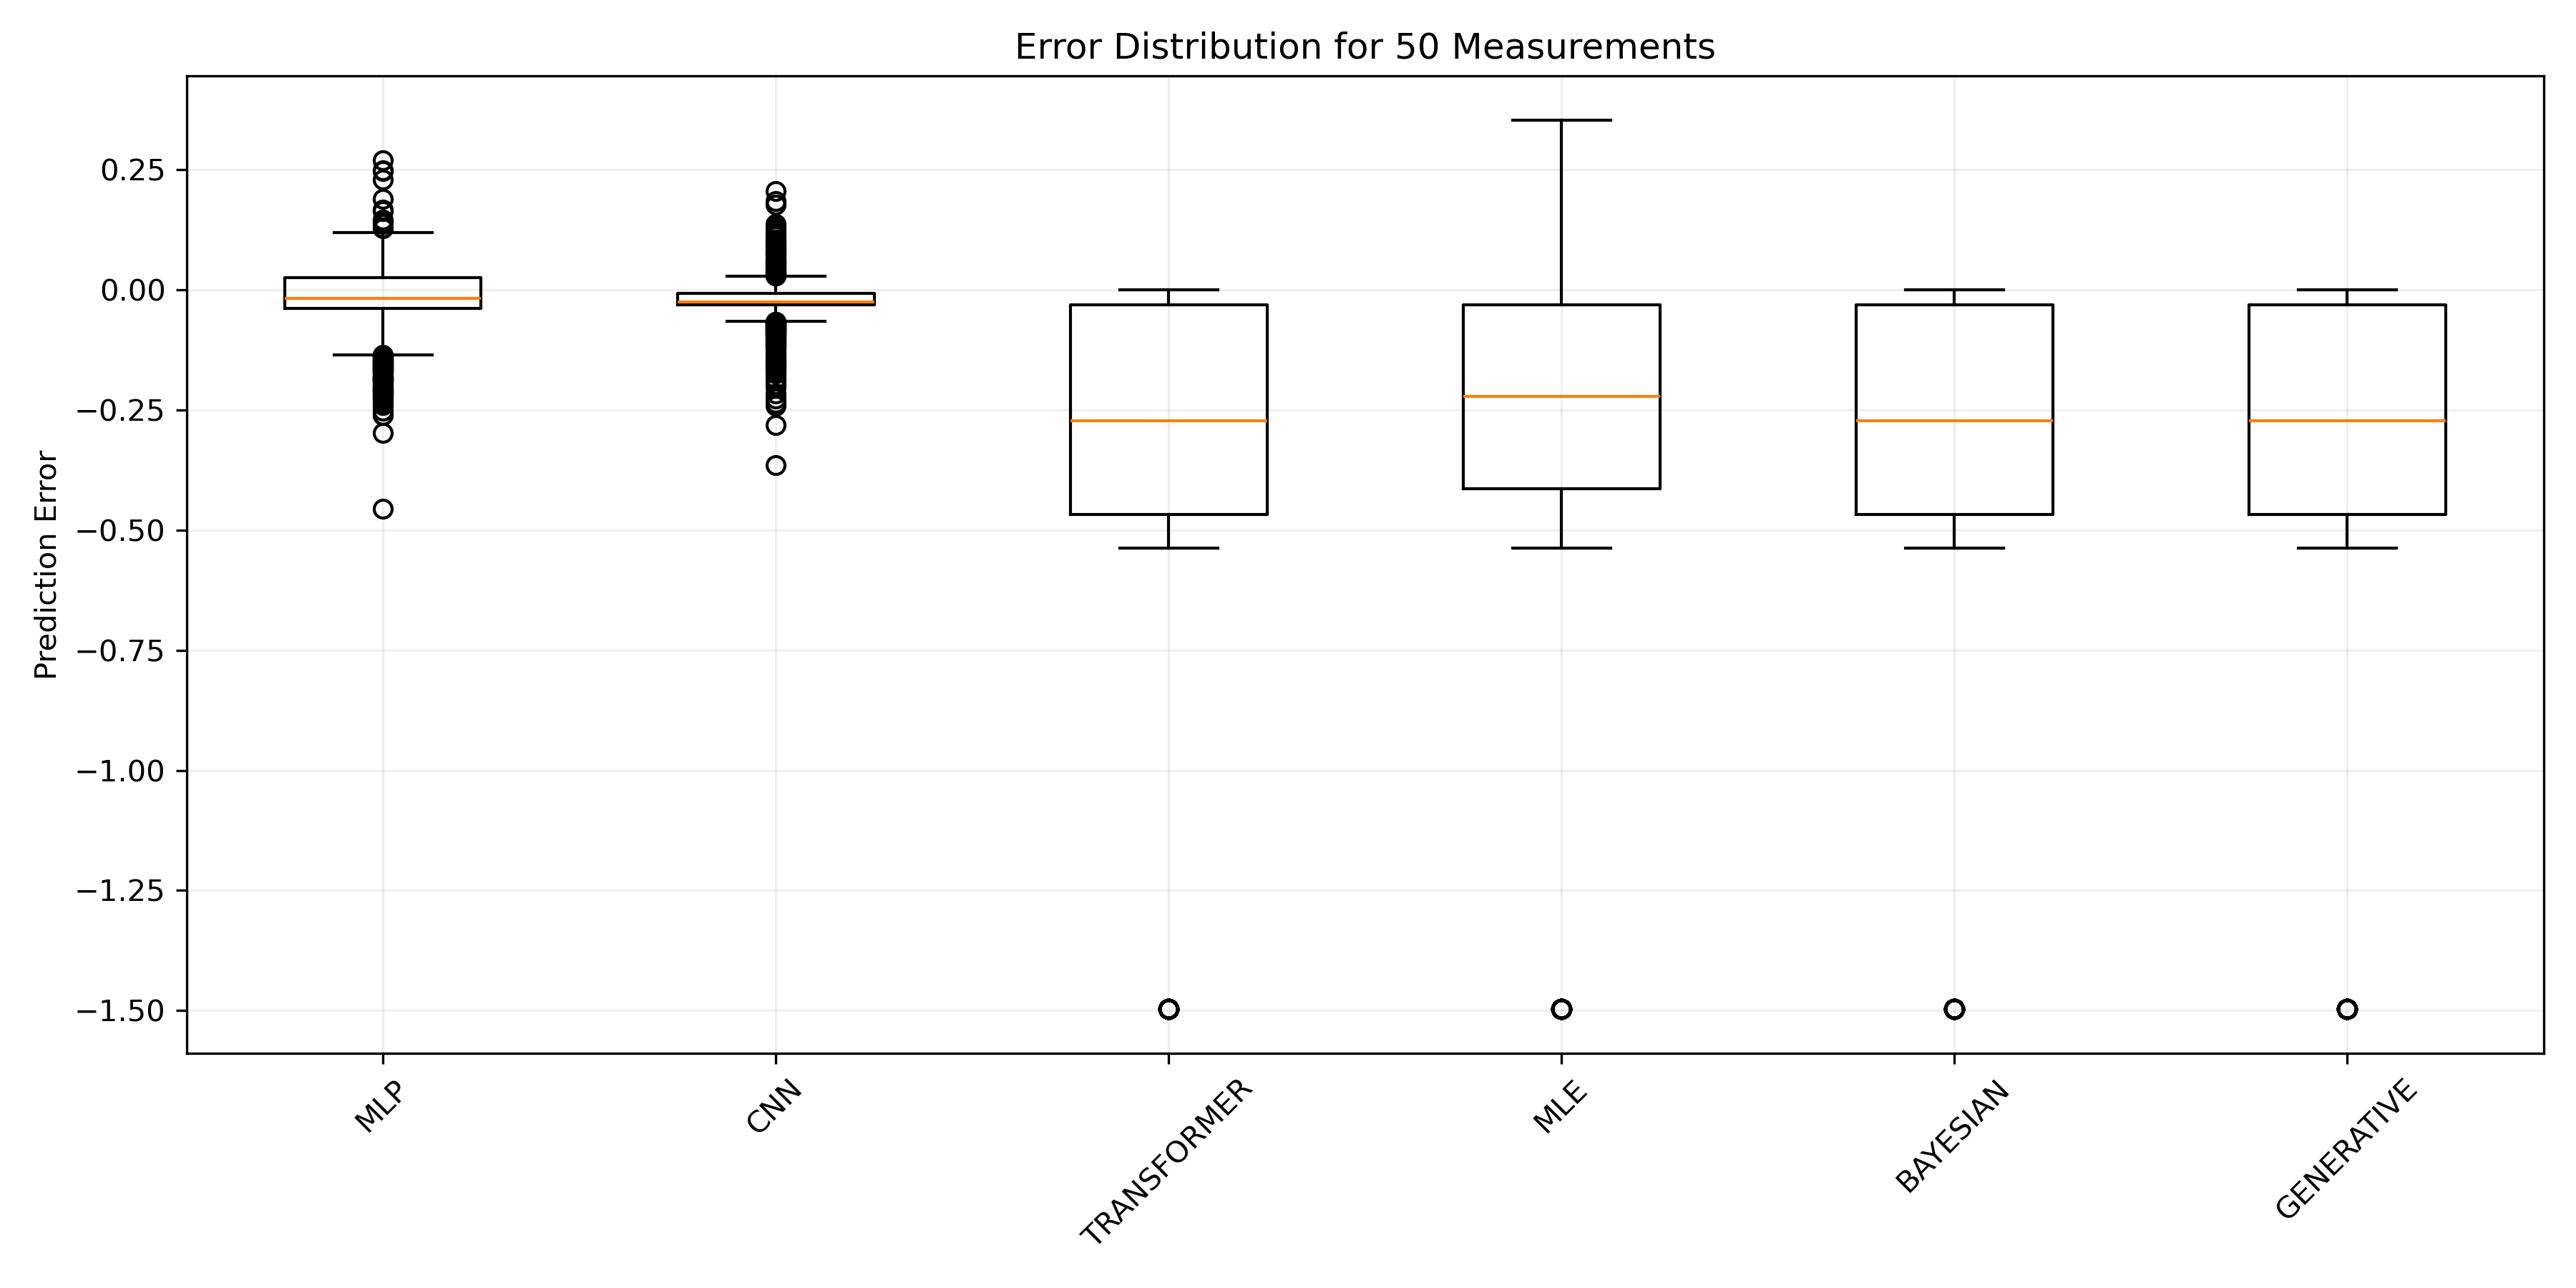 Error Distribution for 50 Measurements
Prediction Error
0.25
0.00
−0.25
−0.50
−0.75
−1.00
−1.25
−1.50
MLP
CNN
TRANSFORMER
MLE
BAYESIAN
GENERATIVE